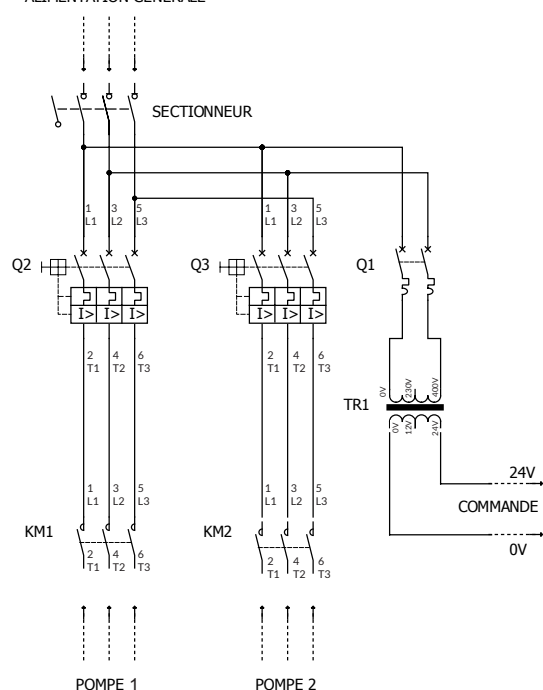 ALIMENTATION GENERALE
SECTIONNEUR
1 3 5 1 3 5
L1 L2 L3 L1 L2 L3
Q2 Q3 Q1
I> I> I> I> I> I>
2 4 6 2 4 6
T1 T2 T3 T1 T2 T3
0V 230V 400V
TR1
0V 12V 24V
24V
1 3 5 1 3 5
L1 L2 L3 L1 L2 L3
COMMANDE
KM1 KM2
0V
2 4 6 2 4 6
T1 T2 T3 T1 T2 T3
POMPE 1 POMPE 2